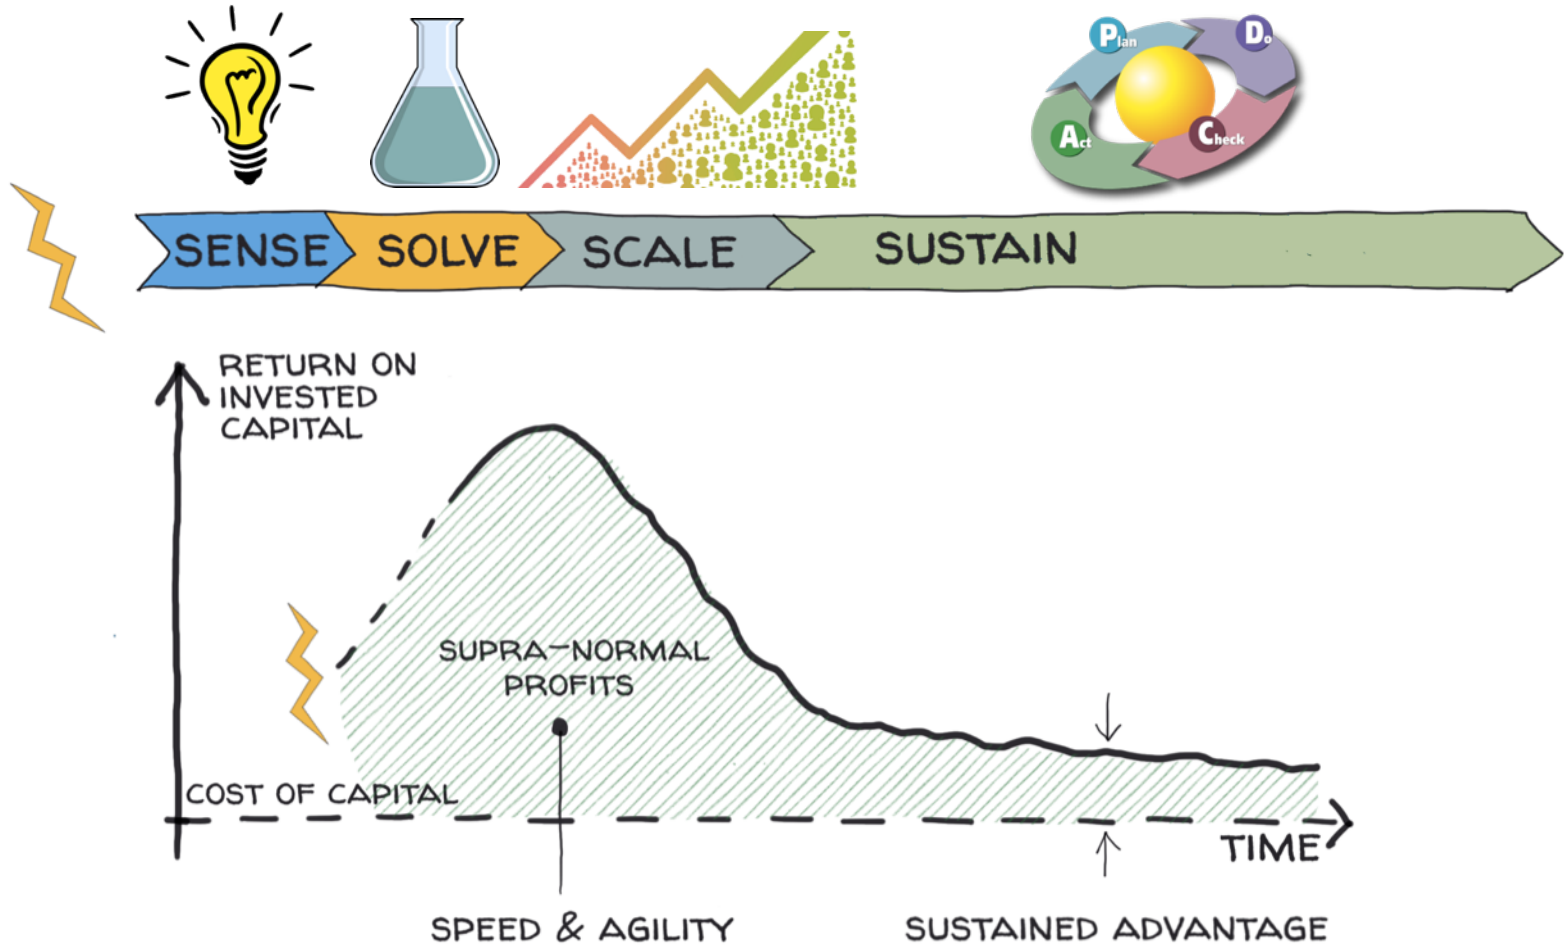 Plan
Do
Act
Check
SENSE
SOLVE
SCALE
SUSTAIN
RETURN ON
INVESTED
CAPITAL
SUPRA-NORMAL
PROFITS
COST OF CAPITAL
TIME
SPEED & AGILITY
SUSTAINED ADVANTAGE